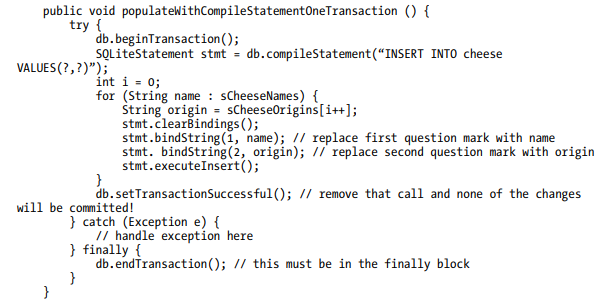 public void populateWithCompileStatementOneTransaction () {
try {
db.beginTransaction();
SQLiteStatement stmt = db.compileStatement(“INSERT INTO cheese
VALUES(?,?)”);
int i = 0;
for (String name : sCheeseNames) {
String origin = sCheeseOrigins[i++];
stmt.clearBindings();
stmt.bindString(1, name); // replace first question mark with name
stmt. bindString(2, origin); // replace second question mark with origin
stmt.executeInsert();
}
db.setTransactionSuccessful(); // remove that call and none of the changes
will be committed!
} catch (Exception e) {
// handle exception here
} finally {
db.endTransaction(); // this must be in the finally block
}
}